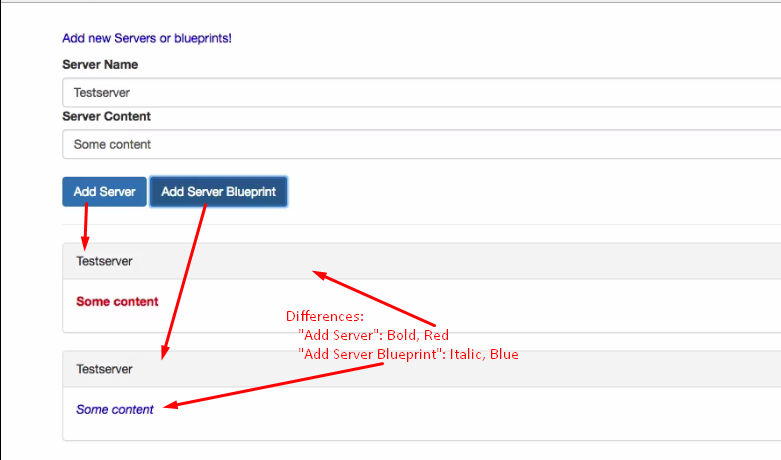 Add new Servers or blueprints!
Server Name
Testserver
Server Content
Some content
Add Server Add Server Blueprint
Testserver
Some content
Differences:
"Add Server": Bold, Red
"Add Server Blueprint": Italic, Blue
Testserver
Some content